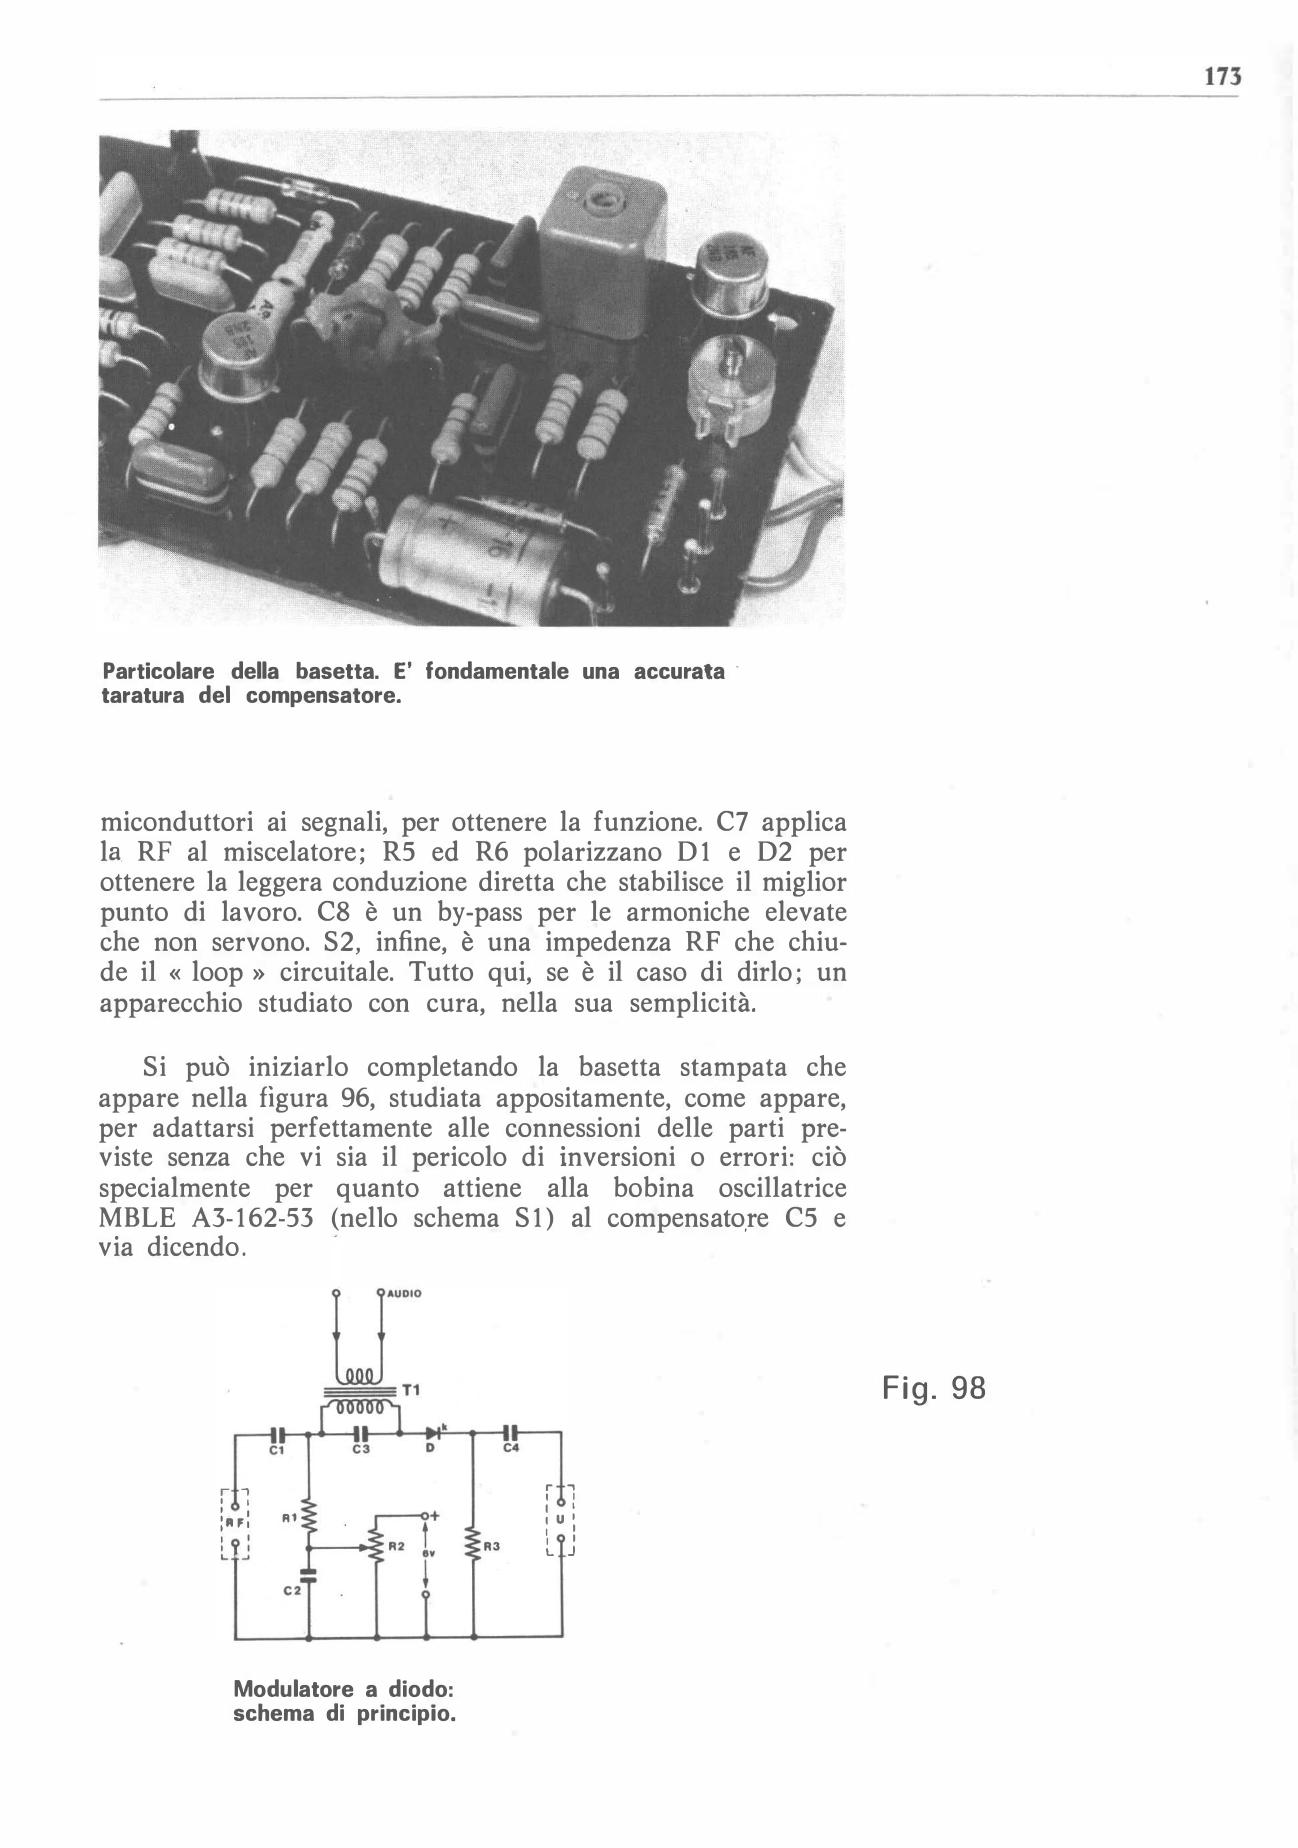 173
Particolare della basetta. E' fondamentale una accurata
taratura del compensatore.
miconduttori ai segnali, per ottenere la funzione. C7 applica
la RF al miscelatore; R5 ed R6 polarizzano D1 e D2 per
ottenere la leggera conduzione diretta che stabilisce il miglior
punto di lavoro. C8 è un by-pass per le armoniche elevate
che non servono. S2, infine, è una impedenza RF che chiu-
de il « loop » circuitale. Tutto qui, se è il caso di dirlo; un
apparecchio studiato con cura, nella sua semplicità.
Si può iniziarlo completando la basetta stampata che
appare nella figura 96, studiata appositamente, come appare,
per adattarsi perfettamente alle connessioni delle parti pre-
viste senza che vi sia il pericolo di inversioni o errori: ciò
specialmente per quanto attiene alla bobina oscillatrice
MBLE A3-162-53 (nello schema S1) al compensatore C5 e
via dicendo.
AUDIO
T1
Fig. 98
C1
C3
D
k
C4
RF
R1
R2
+
6v
R3
U
C2
Modulatore a diodo:
schema di principio.